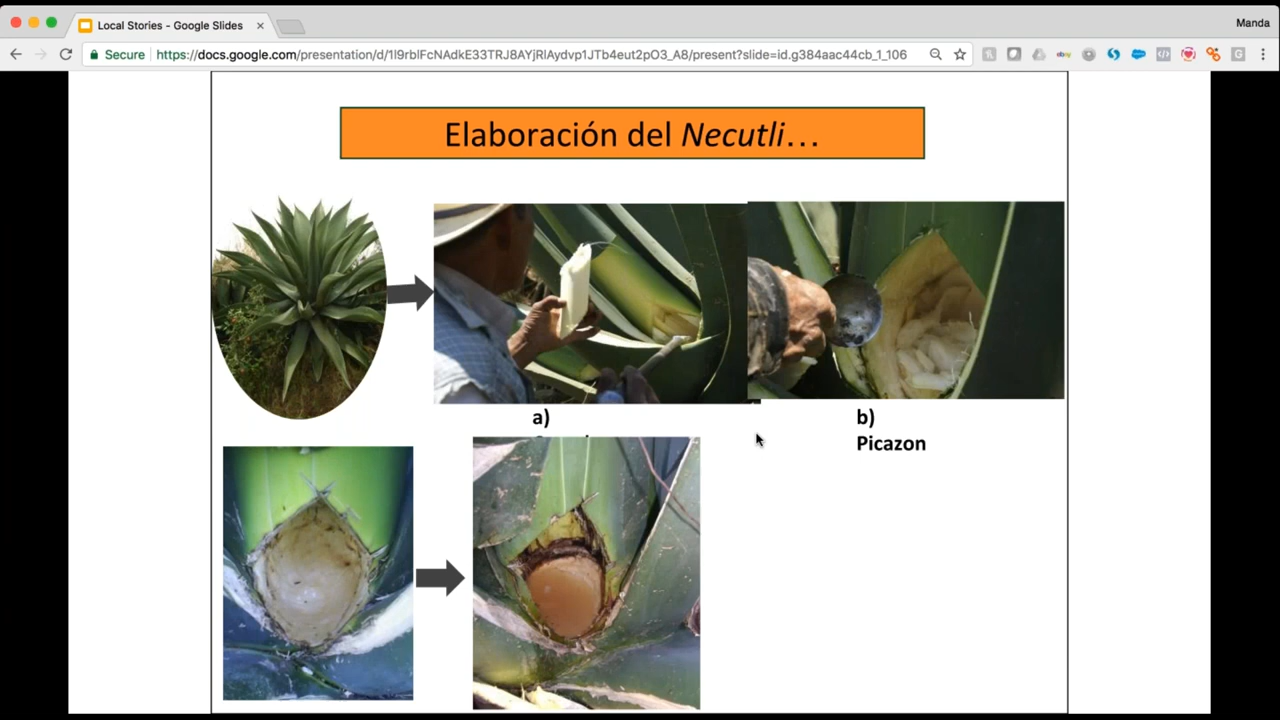 Local Stories - Google Slides
Manda
Secure
https://docs.google.com/presentation/d/1I9rbIFcNAdkE33TRJ8AYjRlAydvp1JTb4eut2pO3_A8/present?slide=id.g384aac44cb_1_106
Elaboración del Necutli...
a)
b)
Picazon